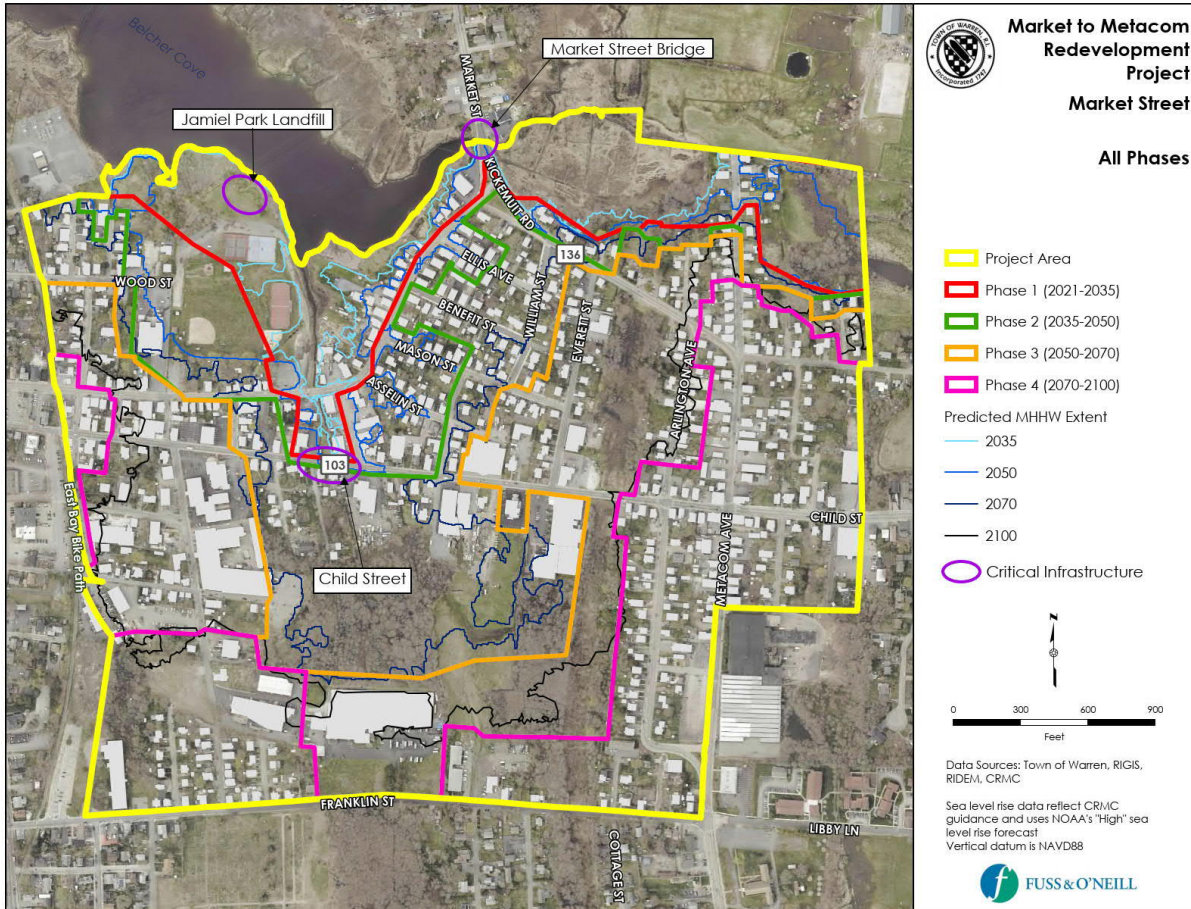 Belcher Cove
Market Street Bridge
MARKET ST
Jamiel Park Landfill
KICKEMUIT RD
136
ELLIS AVE
WOOD ST
WILLIAM ST
BENEFIT ST
EVERETT ST
MASON ST
ASSELIN ST
ARLINGTON AVE
103
East Bay Bike Path
METACOM AVE
CHILD ST
Child Street
FRANKLIN ST
LIBBY LN
COTTAGE ST
TOWN OF WARREN, R.I.
Incorporated 1747
Market to Metacom
Redevelopment
Project
Market Street
All Phases
Project Area
Phase 1 (2021-2035)
Phase 2 (2035-2050)
Phase 3 (2050-2070)
Phase 4 (2070-2100)
Predicted MHHW Extent
2035
2050
2070
2100
Critical Infrastructure
N
0 300 600 900
Feet
Data Sources: Town of Warren, RIGIS,
RIDEM, CRMC
Sea level rise data reflect CRMC
guidance and uses NOAA's "High" sea
level rise forecast
Vertical datum is NAVD88
f
FUSS & O'NEILL